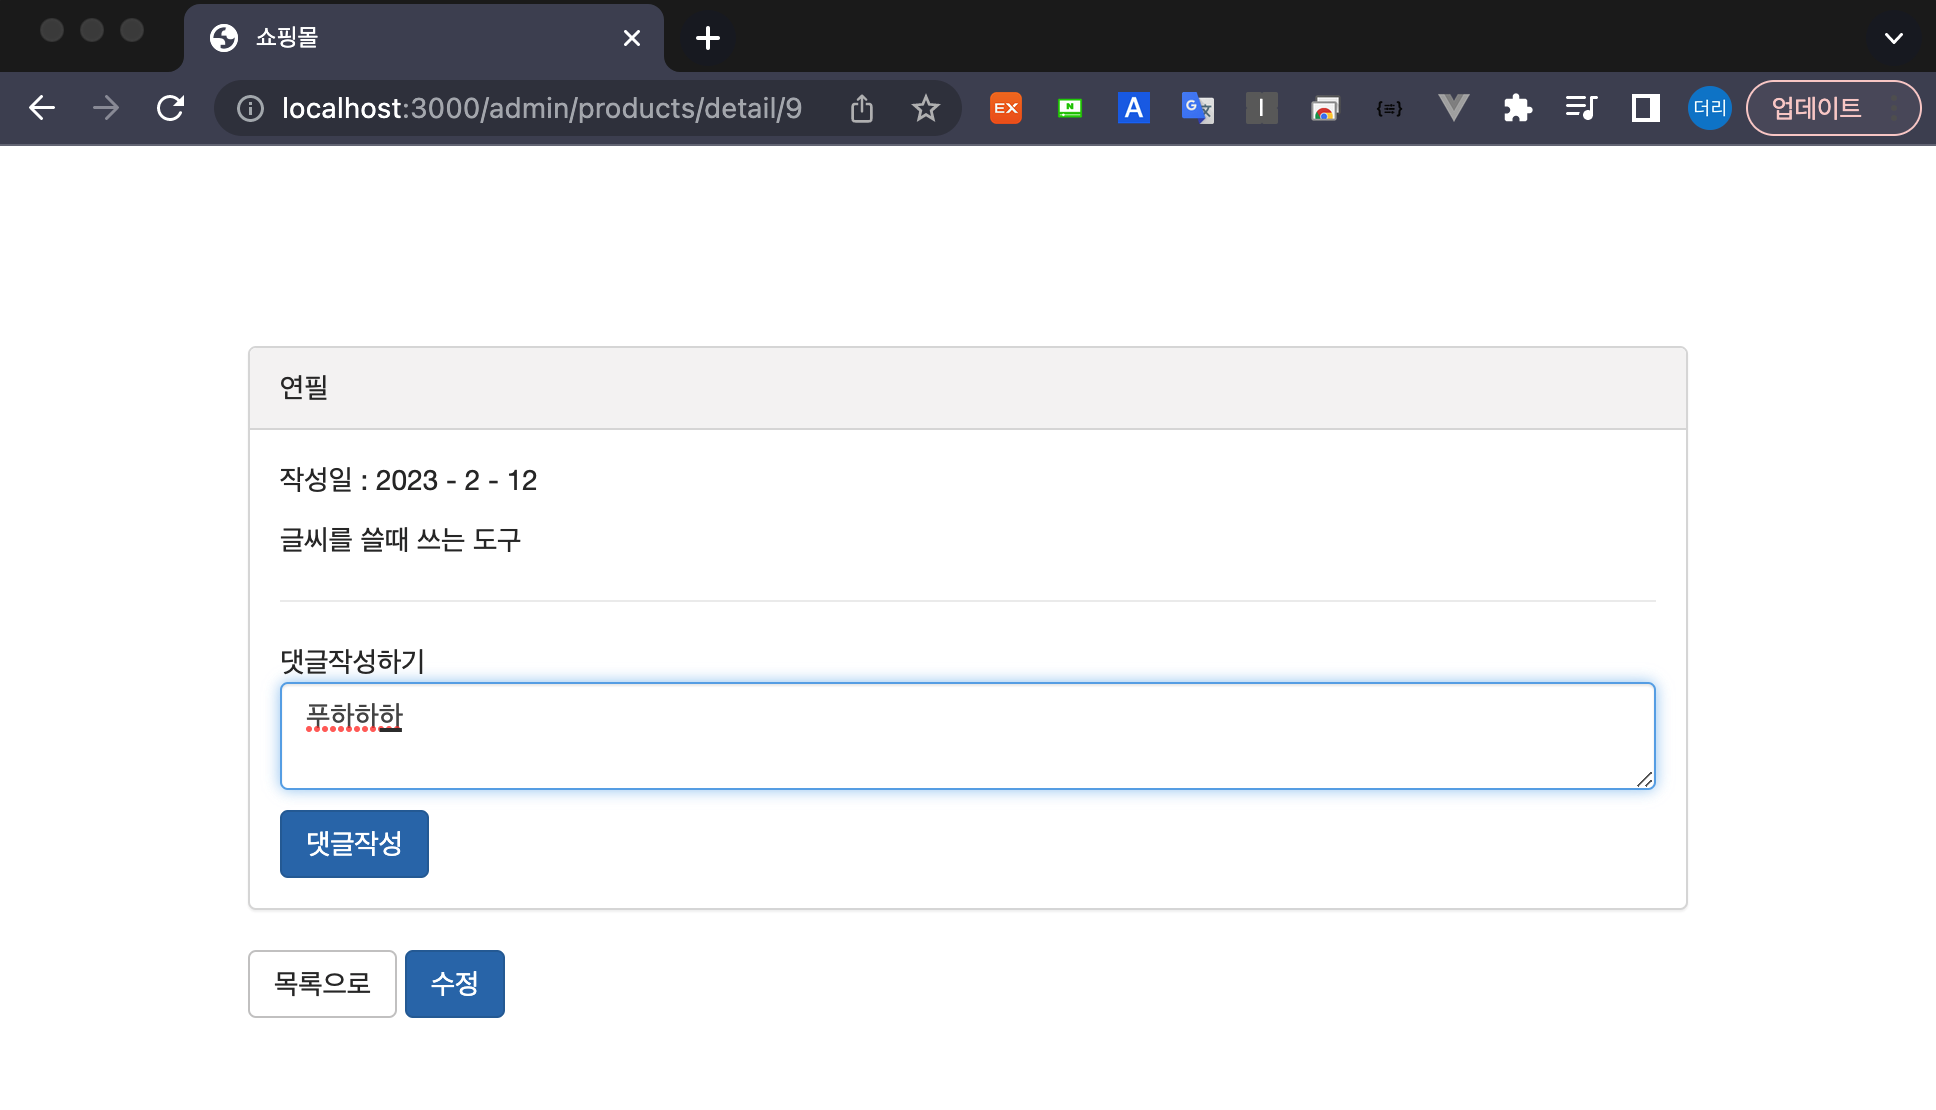 쇼핑몰
localhost:3000/admin/products/detail/9
EX
N
A
G 文
I
{≡}
더리
업데이트
연필
작성일 : 2023 - 2 - 12
글씨를 쓸때 쓰는 도구
댓글작성하기
푸하하하
댓글작성
목록으로
수정